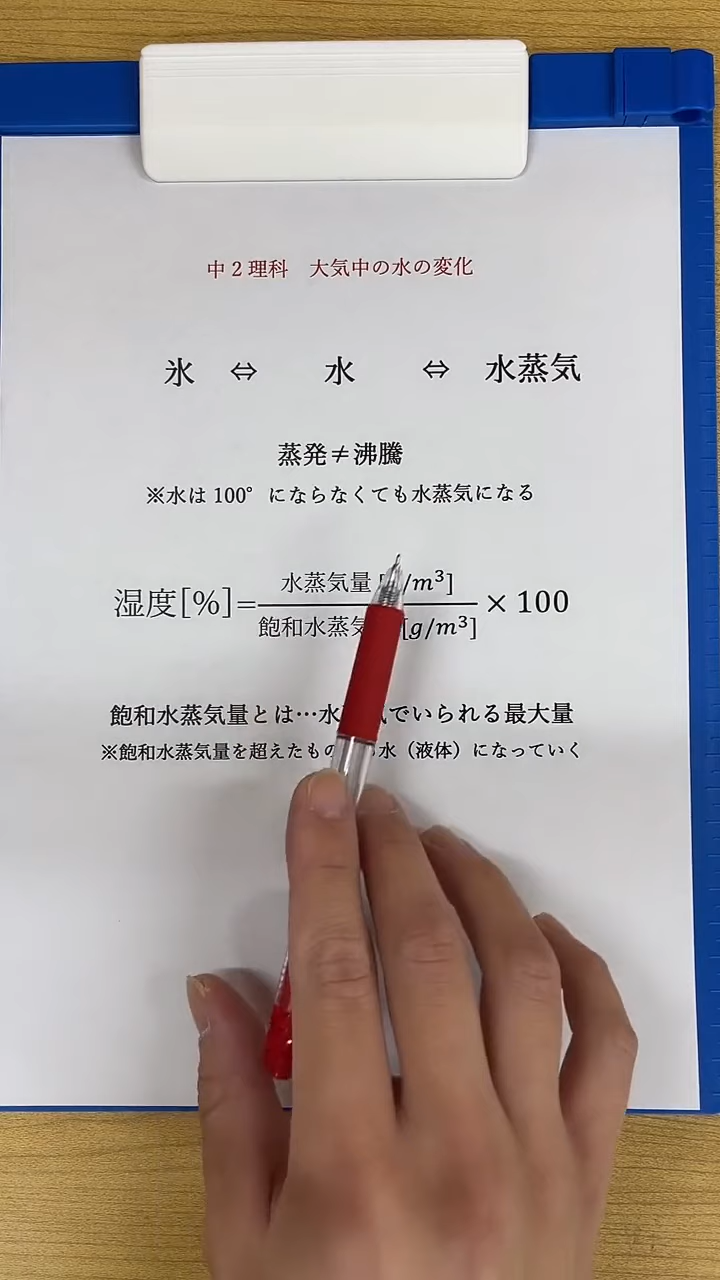 中2理科 大気中の水の変化
氷 ⇔ 水 ⇔ 水蒸気
蒸発≠沸騰
※水は100°にならなくても水蒸気になる
湿度[%]=
水蒸気量 /m³]
飽和水蒸気 [g/m³]
×100
飽和水蒸気量とは…水 でいられる最大量
※飽和水蒸気量を超えたもの 水（液体）になっていく